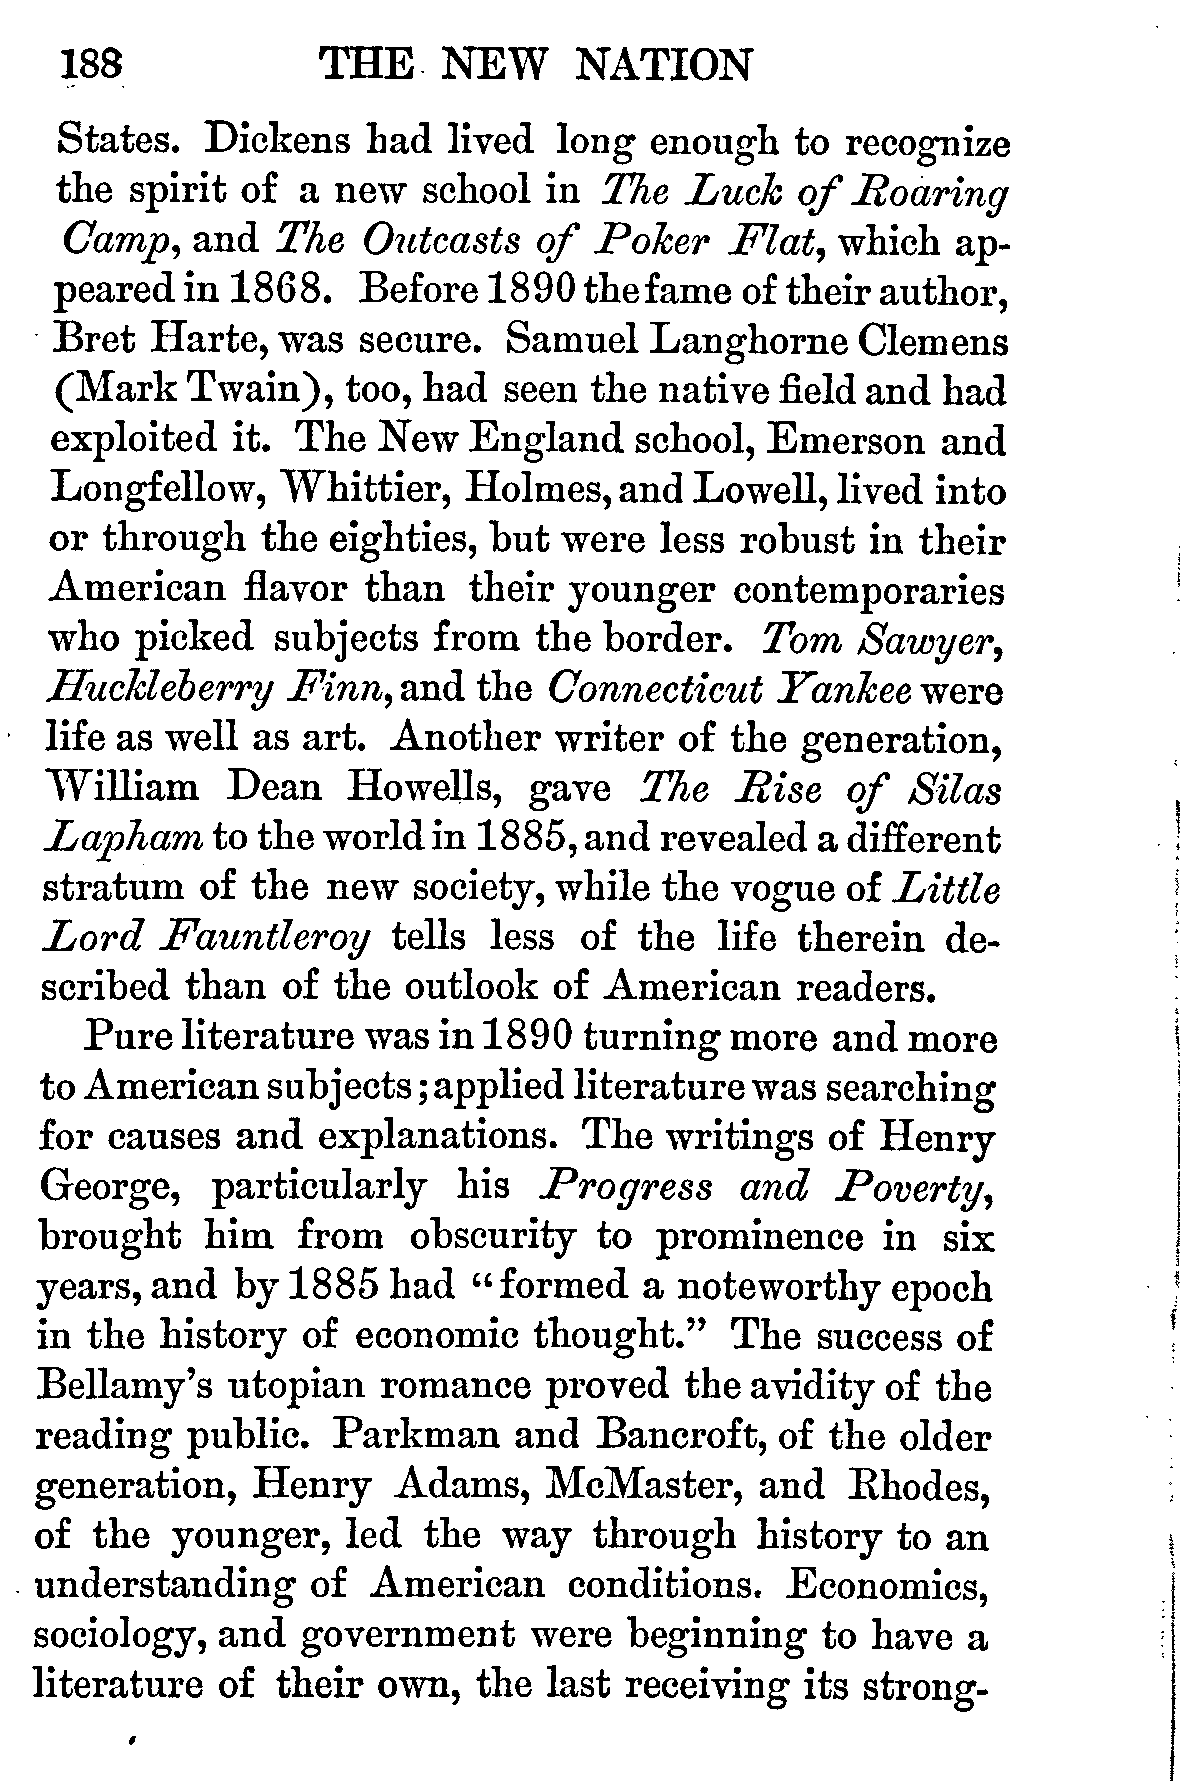 188 THE NEW NATION
States. Dickens had lived long enough to recognize
the spirit of a new school in The Luck of Roaring
Camp, and The Outcasts of Poker Flat, which ap-
peared in 1868. Before 1890 the fame of their author,
Bret Harte, was secure. Samuel Langhorne Clemens
(Mark Twain), too, had seen the native field and had
exploited it. The New England school, Emerson and
Longfellow, Whittier, Holmes, and Lowell, lived into
or through the eighties, but were less robust in their
American flavor than their younger contemporaries
who picked subjects from the border. Tom Sawyer,
Huckleberry Finn, and the Connecticut Yankee were
life as well as art. Another writer of the generation,
William Dean Howells, gave The Rise of Silas
Lapham to the world in 1885, and revealed a different
stratum of the new society, while the vogue of Little
Lord Fauntleroy tells less of the life therein de-
scribed than of the outlook of American readers.
Pure literature was in 1890 turning more and more
to American subjects; applied literature was searching
for causes and explanations. The writings of Henry
George, particularly his Progress and Poverty,
brought him from obscurity to prominence in six
years, and by 1885 had "formed a noteworthy epoch
in the history of economic thought." The success of
Bellamy's utopian romance proved the avidity of the
reading public. Parkman and Bancroft, of the older
generation, Henry Adams, McMaster, and Rhodes,
of the younger, led the way through history to an
understanding of American conditions. Economics,
sociology, and government were beginning to have a
literature of their own, the last receiving its strong-